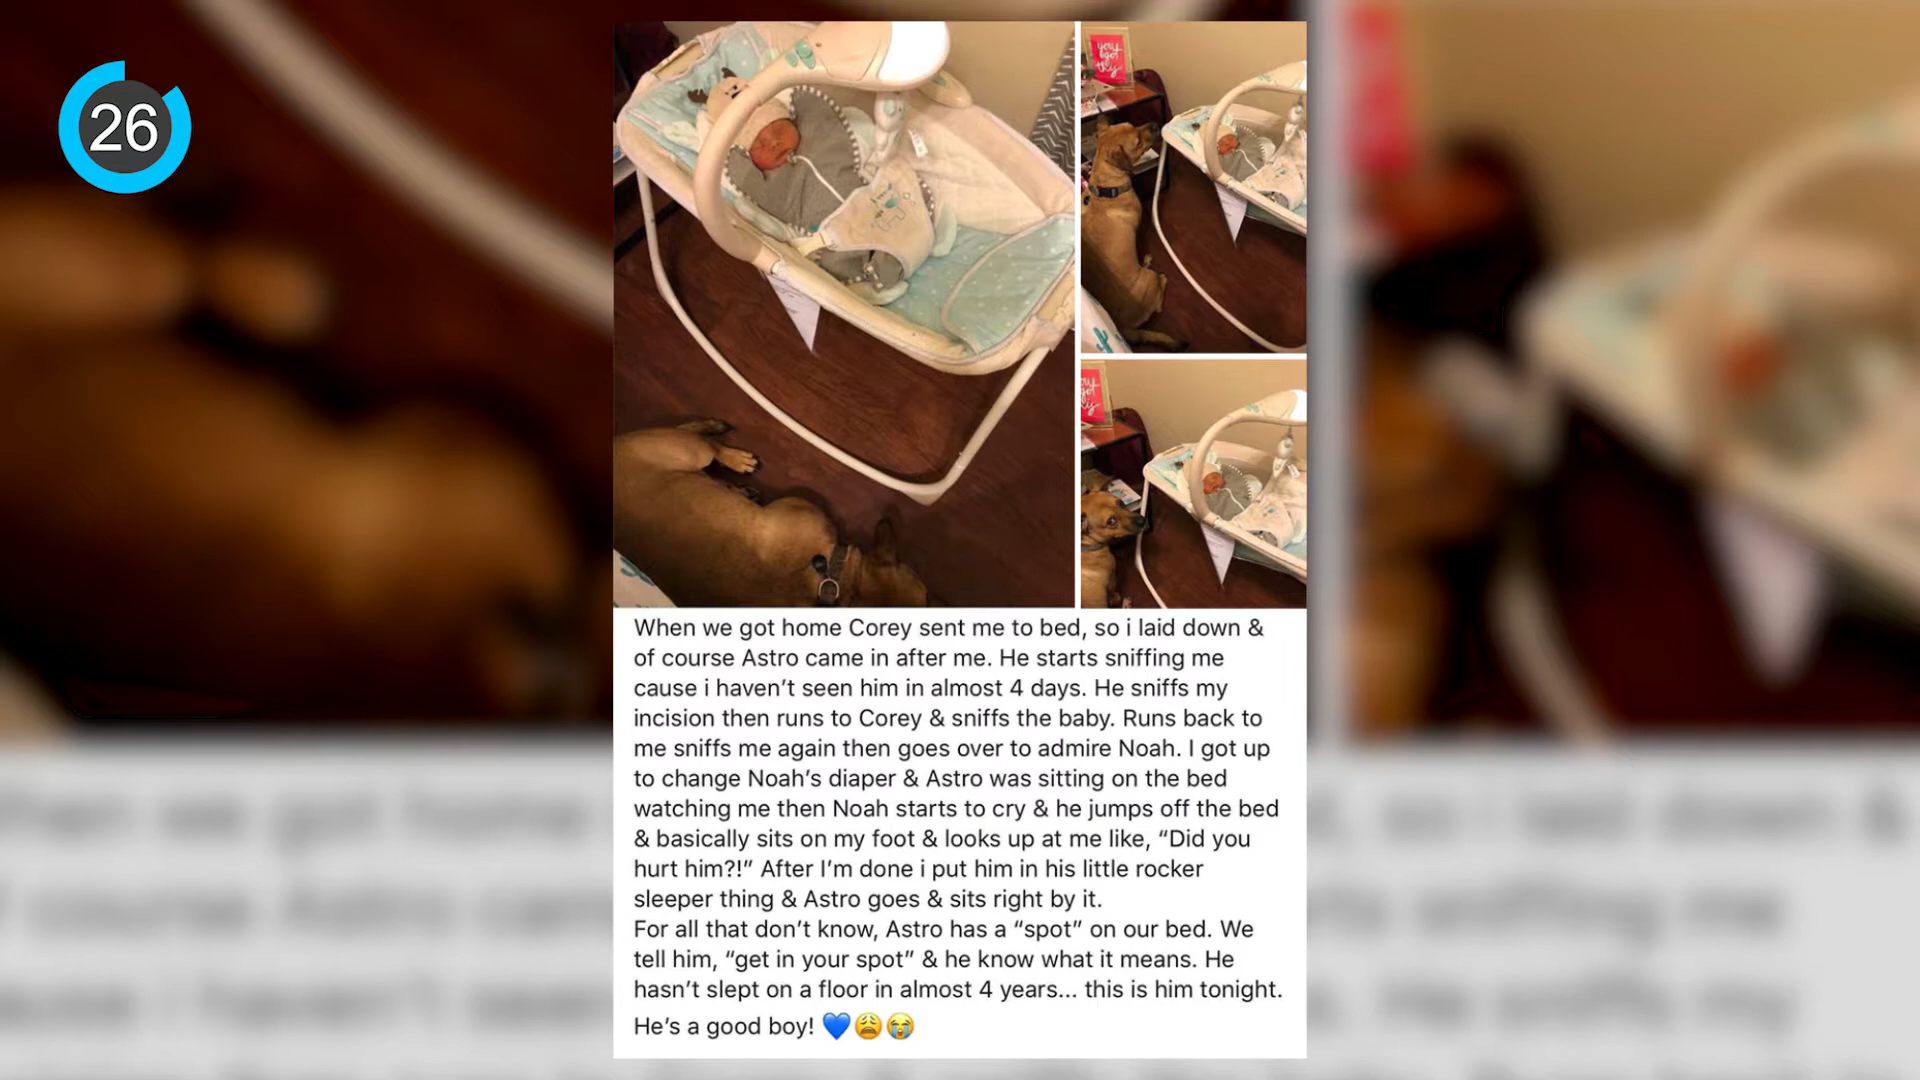 26
you got this
you got this
When we got home Corey sent me to bed, so i laid down &
of course Astro came in after me. He starts sniffing me
cause i haven't seen him in almost 4 days. He sniffs my
incision then runs to Corey & sniffs the baby. Runs back to
me sniffs me again then goes over to admire Noah. I got up
to change Noah's diaper & Astro was sitting on the bed
watching me then Noah starts to cry & he jumps off the bed
& basically sits on my foot & looks up at me like, “Did you
hurt him?!” After I'm done i put him in his little rocker
sleeper thing & Astro goes & sits right by it.
For all that don't know, Astro has a “spot” on our bed. We
tell him, “get in your spot” & he know what it means. He
hasn't slept on a floor in almost 4 years... this is him tonight.
He's a good boy! 💙😩😭